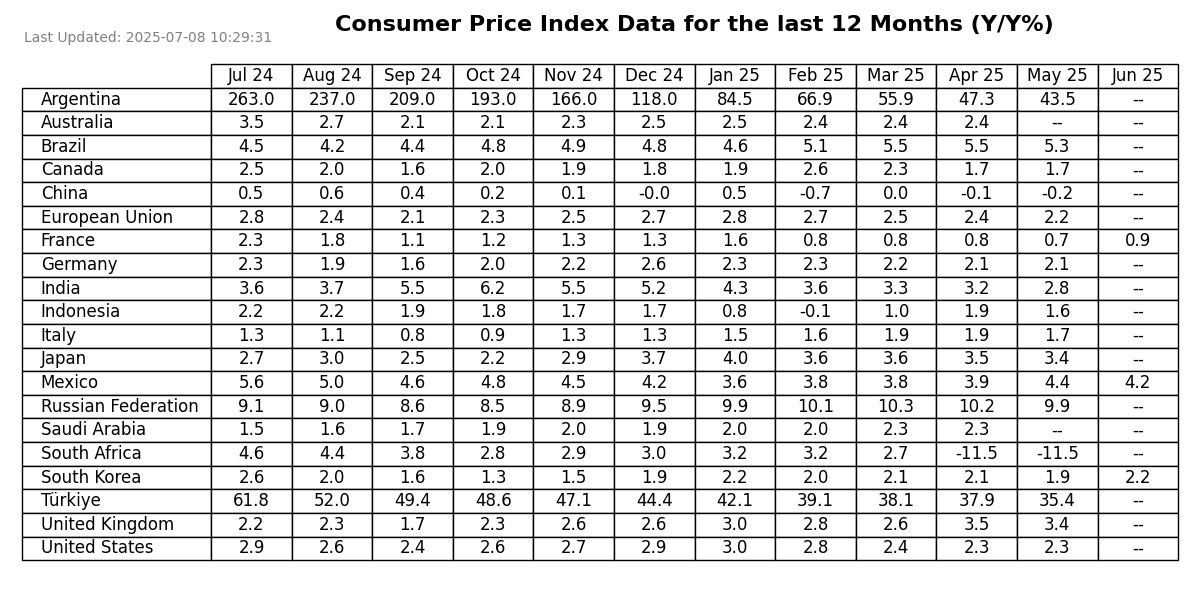 Consumer Price Index Data for the last 12 Months (Y/Y%)
Last Updated: 2025-07-08 10:29:31
Jul 24 Aug 24 Sep 24 Oct 24 Nov 24 Dec 24 Jan 25 Feb 25 Mar 25 Apr 25 May 25 Jun 25
Argentina 263.0 237.0 209.0 193.0 166.0 118.0 84.5 66.9 55.9 47.3 43.5 --
Australia 3.5 2.7 2.1 2.1 2.3 2.5 2.5 2.4 2.4 2.4 -- --
Brazil 4.5 4.2 4.4 4.8 4.9 4.8 4.6 5.1 5.5 5.5 5.3 --
Canada 2.5 2.0 1.6 2.0 1.9 1.8 1.9 2.6 2.3 1.7 1.7 --
China 0.5 0.6 0.4 0.2 0.1 -0.0 0.5 -0.7 0.0 -0.1 -0.2 --
European Union 2.8 2.4 2.1 2.3 2.5 2.7 2.8 2.7 2.5 2.4 2.2 --
France 2.3 1.8 1.1 1.2 1.3 1.3 1.6 0.8 0.8 0.8 0.7 0.9
Germany 2.3 1.9 1.6 2.0 2.2 2.6 2.3 2.3 2.2 2.1 2.1 --
India 3.6 3.7 5.5 6.2 5.5 5.2 4.3 3.6 3.3 3.2 2.8 --
Indonesia 2.2 2.2 1.9 1.8 1.7 1.7 0.8 -0.1 1.0 1.9 1.6 --
Italy 1.3 1.1 0.8 0.9 1.3 1.3 1.5 1.6 1.9 1.9 1.7 --
Japan 2.7 3.0 2.5 2.2 2.9 3.7 4.0 3.6 3.6 3.5 3.4 --
Mexico 5.6 5.0 4.6 4.8 4.5 4.2 3.6 3.8 3.8 3.9 4.4 4.2
Russian Federation 9.1 9.0 8.6 8.5 8.9 9.5 9.9 10.1 10.3 10.2 9.9 --
Saudi Arabia 1.5 1.6 1.7 1.9 2.0 1.9 2.0 2.0 2.3 2.3 -- --
South Africa 4.6 4.4 3.8 2.8 2.9 3.0 3.2 3.2 2.7 -11.5 -11.5 --
South Korea 2.6 2.0 1.6 1.3 1.5 1.9 2.2 2.0 2.1 2.1 1.9 2.2
Türkiye 61.8 52.0 49.4 48.6 47.1 44.4 42.1 39.1 38.1 37.9 35.4 --
United Kingdom 2.2 2.3 1.7 2.3 2.6 2.6 3.0 2.8 2.6 3.5 3.4 --
United States 2.9 2.6 2.4 2.6 2.7 2.9 3.0 2.8 2.4 2.3 2.3 --